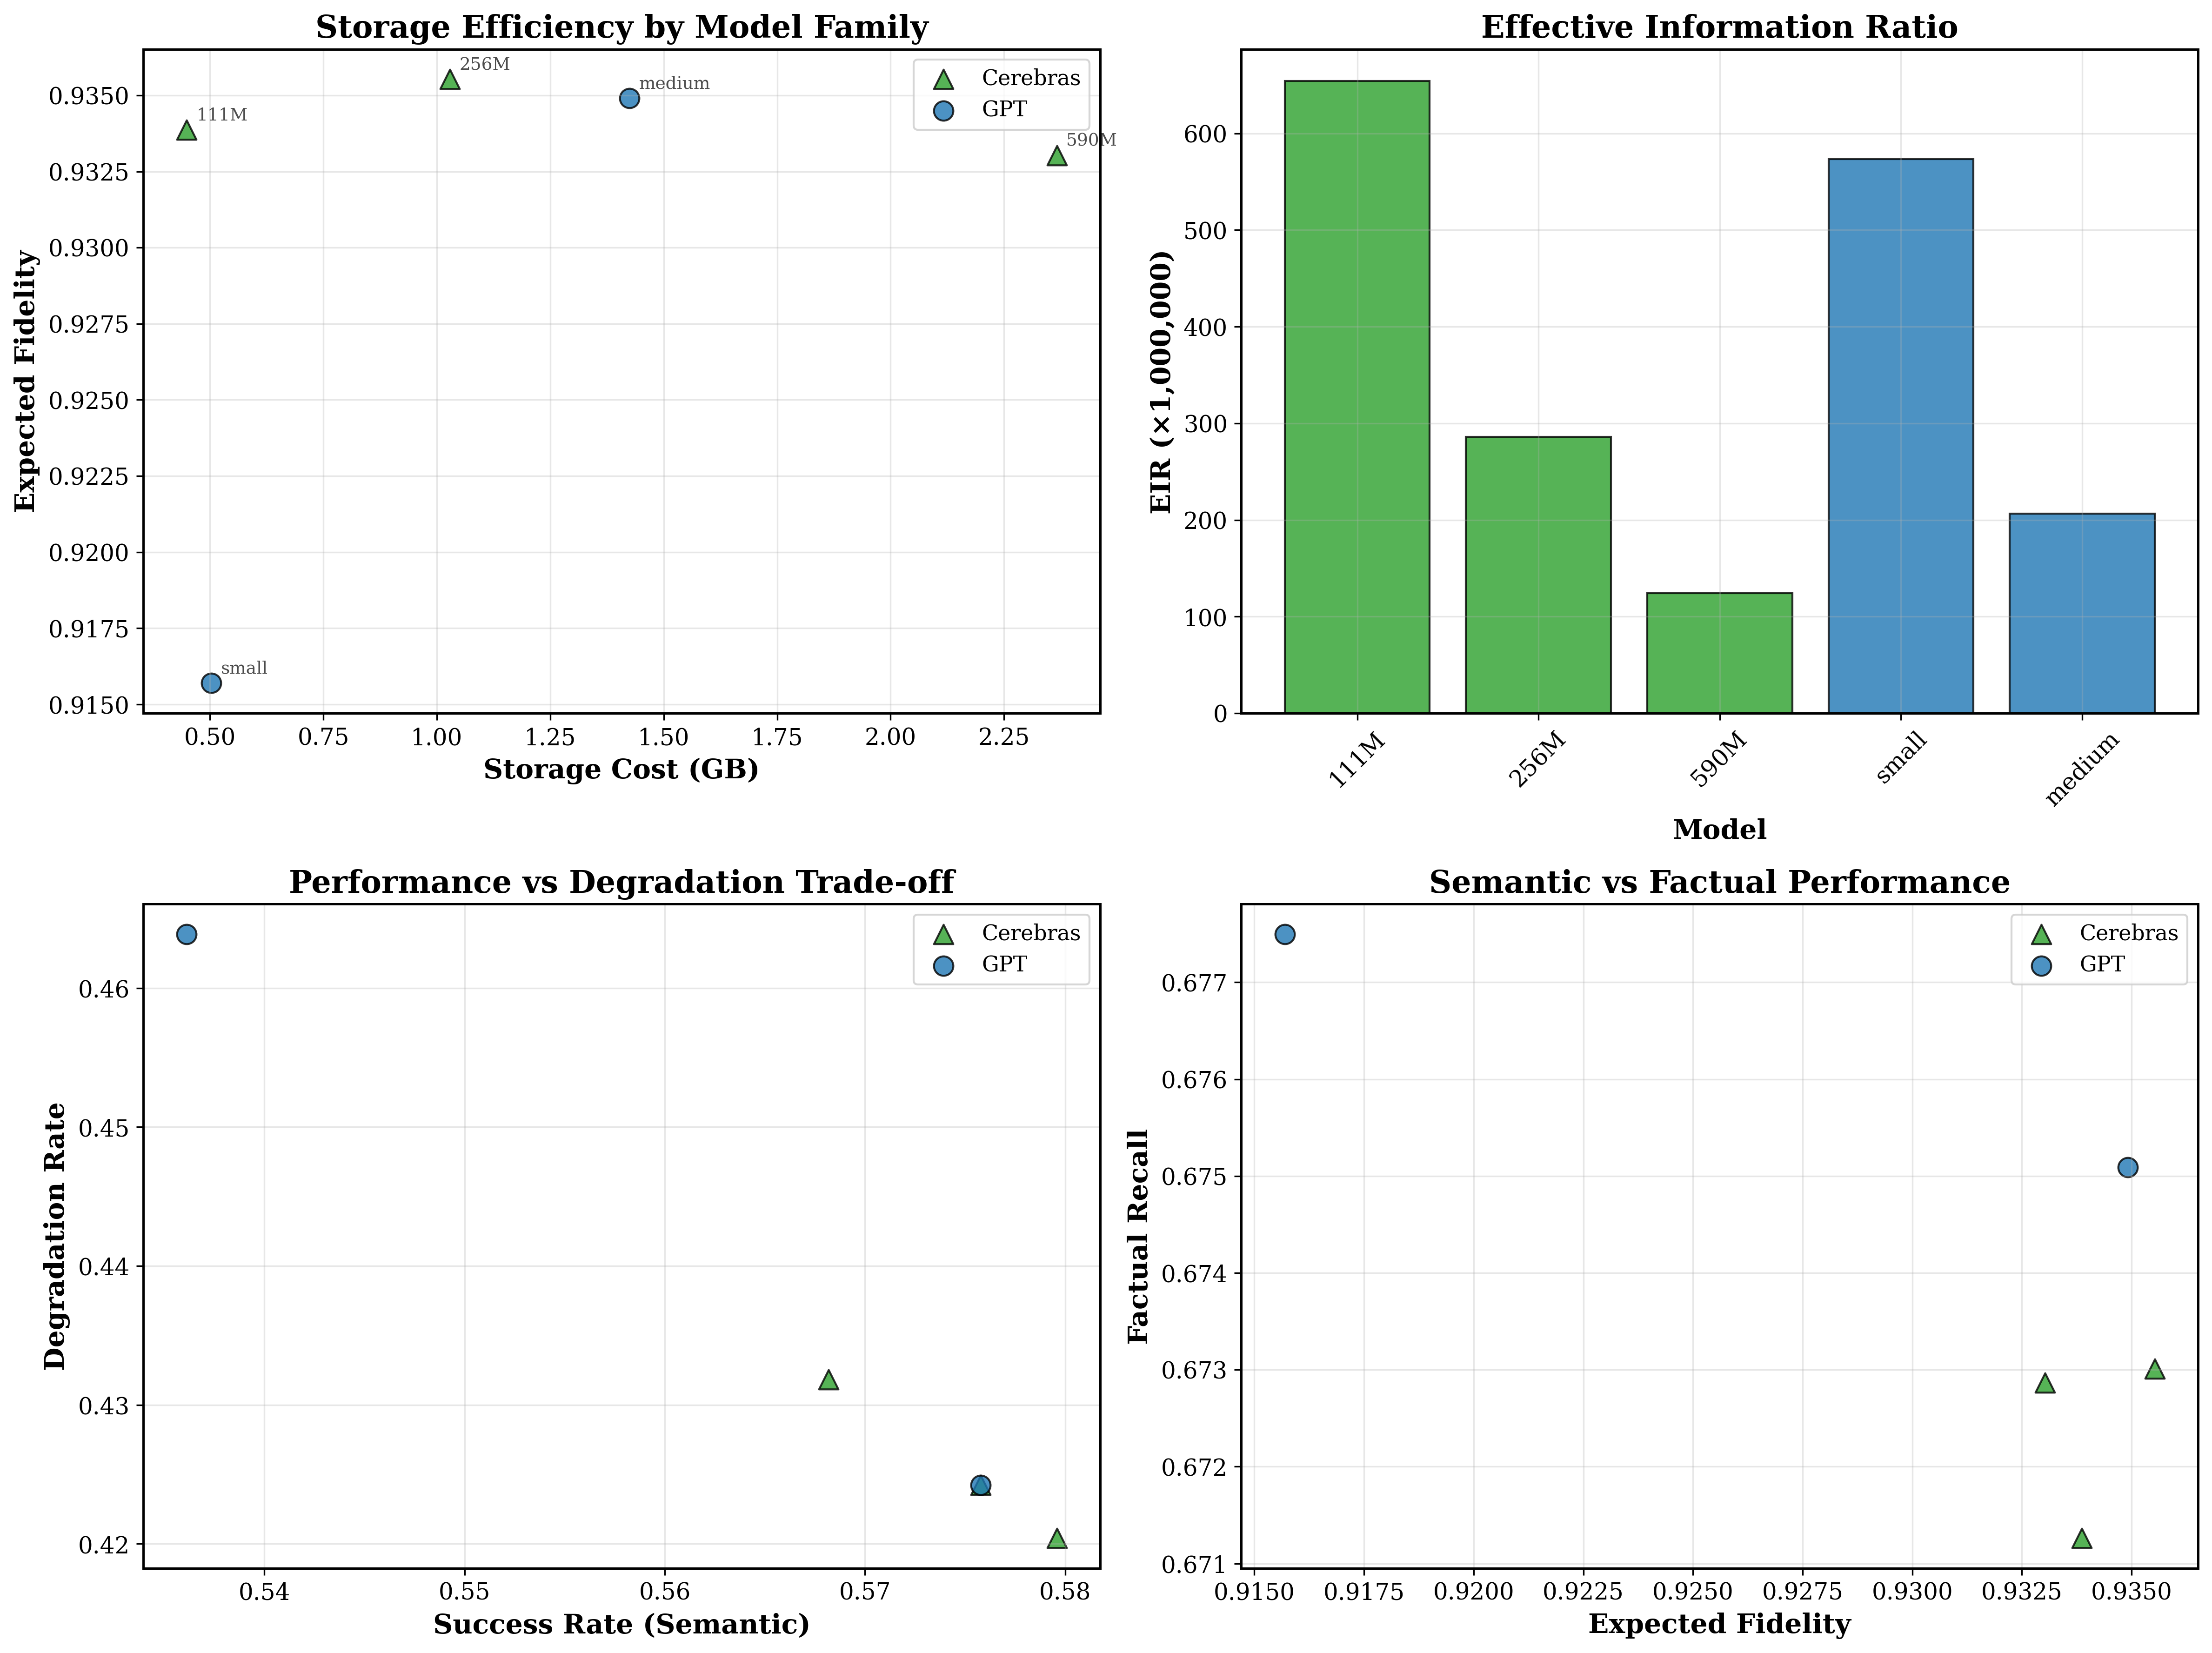 Storage Efficiency by Model Family
Expected Fidelity
0.9350
0.9325
0.9300
0.9275
0.9250
0.9225
0.9200
0.9175
0.9150
111M
256M
medium
590M
small
Cerebras
GPT
0.50 0.75 1.00 1.25 1.50 1.75 2.00 2.25
Storage Cost (GB)
Effective Information Ratio
EIR (×1,000,000)
600
500
400
300
200
100
0
111M 256M 590M small medium
Model
Performance vs Degradation Trade-off
Degradation Rate
0.46
0.45
0.44
0.43
0.42
Cerebras
GPT
0.54 0.55 0.56 0.57 0.58
Success Rate (Semantic)
Semantic vs Factual Performance
Factual Recall
0.677
0.676
0.675
0.674
0.673
0.672
0.671
Cerebras
GPT
0.9150 0.9175 0.9200 0.9225 0.9250 0.9275 0.9300 0.9325 0.9350
Expected Fidelity